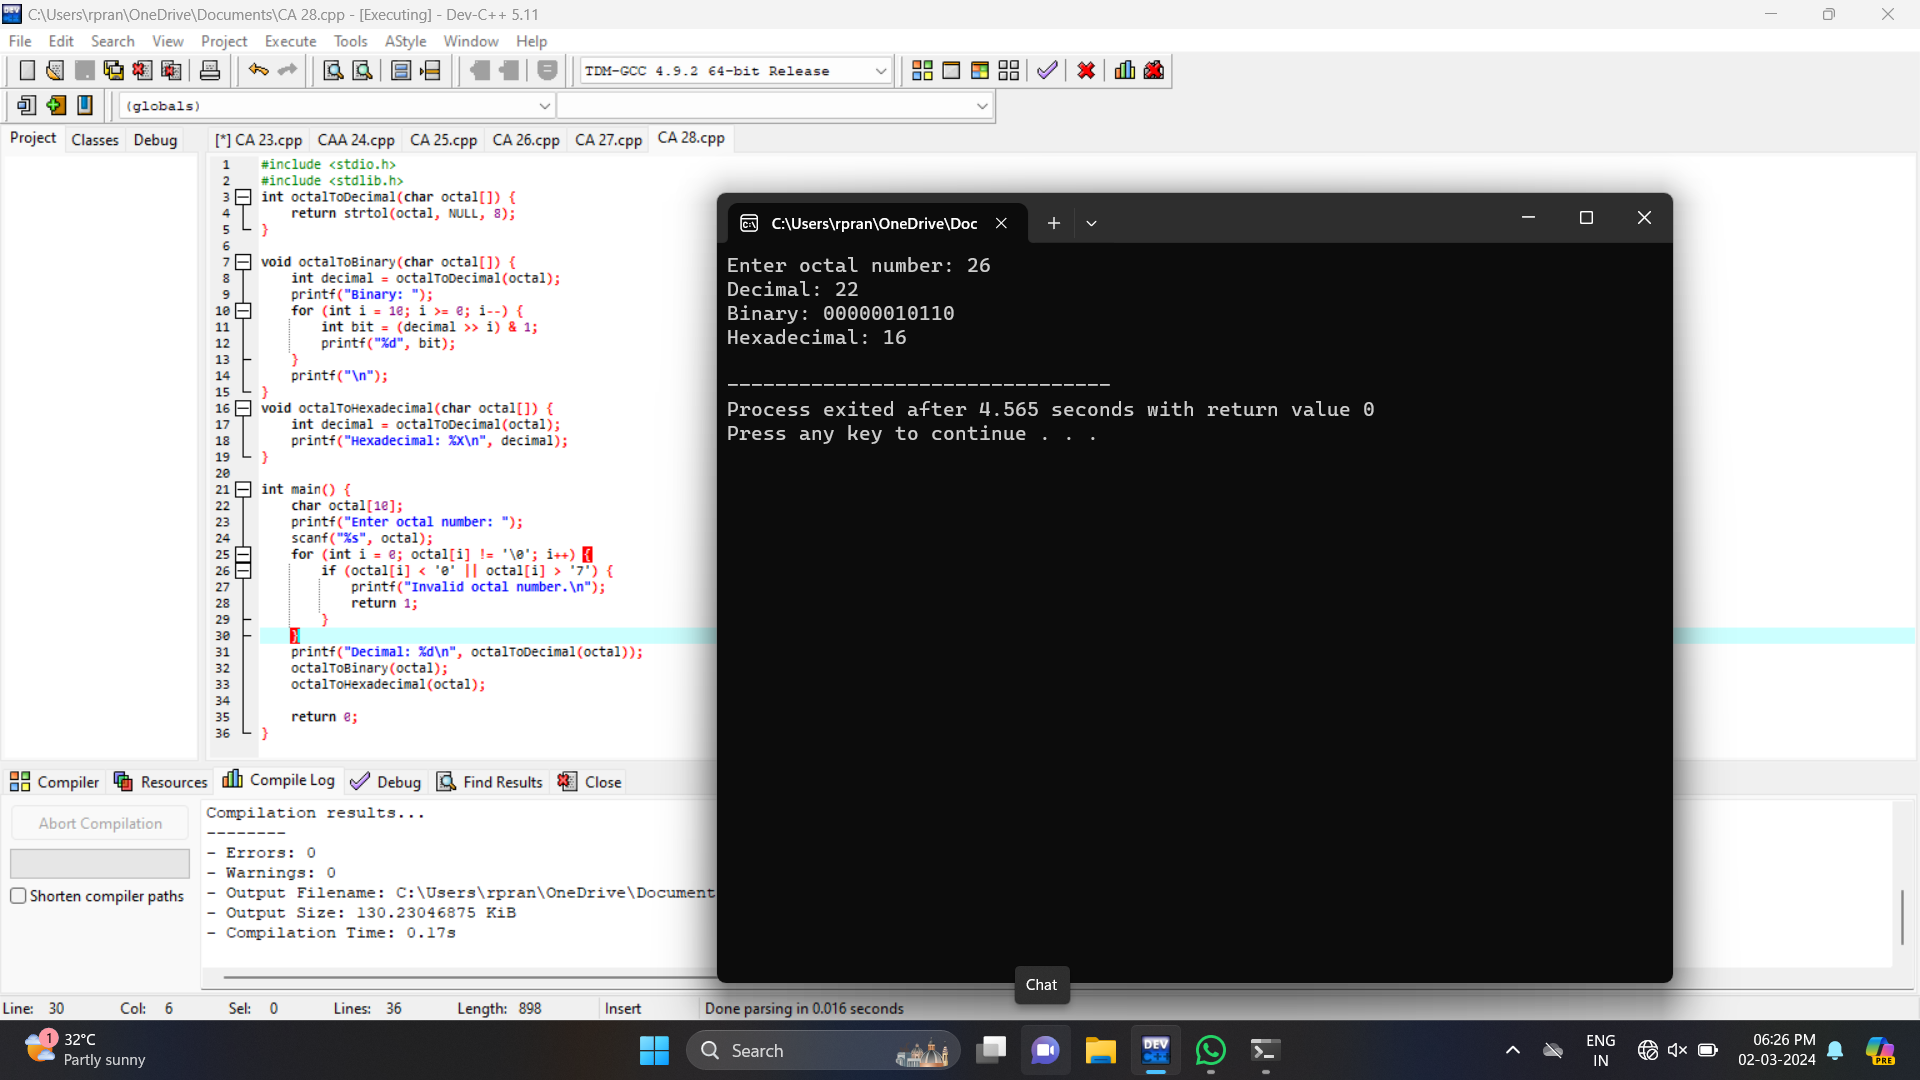 C:\Users\rpran\OneDrive\Documents\CA 28.cpp - [Executing] - Dev-C++ 5.11
File Edit Search View Project Execute Tools AStyle Window Help
TDM-GCC 4.9.2 64-bit Release
(globals)
Project Classes Debug
[*] CA 23.cpp CAA 24.cpp CA 25.cpp CA 26.cpp CA 27.cpp CA 28.cpp
1 #include <stdio.h>
2 #include <stdlib.h>
3 int octalToDecimal(char octal[]) {
4 return strtol(octal, NULL, 8);
5 }
6
7 void octalToBinary(char octal[]) {
8 int decimal = octalToDecimal(octal);
9 printf("Binary: ");
10 for (int i = 10; i >= 0; i--) {
11 int bit = (decimal >> i) & 1;
12 printf("%d", bit);
13 }
14 printf("\n");
15 }
16 void octalToHexadecimal(char octal[]) {
17 int decimal = octalToDecimal(octal);
18 printf("Hexadecimal: %X\n", decimal);
19 }
20
21 int main() {
22 char octal[10];
23 printf("Enter octal number: ");
24 scanf("%s", octal);
25 for (int i = 0; octal[i] != '\0'; i++) {
26 if (octal[i] < '0' || octal[i] > '7') {
27 printf("Invalid octal number.\n");
28 return 1;
29 }
30 }
31 printf("Decimal: %d\n", octalToDecimal(octal));
32 octalToBinary(octal);
33 octalToHexadecimal(octal);
34
35 return 0;
36 }
C:\Users\rpran\OneDrive\Doc
Enter octal number: 26
Decimal: 22
Binary: 00000010110
Hexadecimal: 16
--------------------------------
Process exited after 4.565 seconds with return value 0
Press any key to continue . . .
Compiler Resources Compile Log Debug Find Results Close
Abort Compilation
Shorten compiler paths
Compilation results...
--------
- Errors: 0
- Warnings: 0
- Output Filename: C:\Users\rpran\OneDrive\Document
- Output Size: 130.23046875 KiB
- Compilation Time: 0.17s
Chat
Line: 30 Col: 6 Sel: 0 Lines: 36 Length: 898 Insert Done parsing in 0.016 seconds
1
32°C
Partly sunny
Search
DEV
C++
ENG
IN
06:26 PM
02-03-2024
PRE